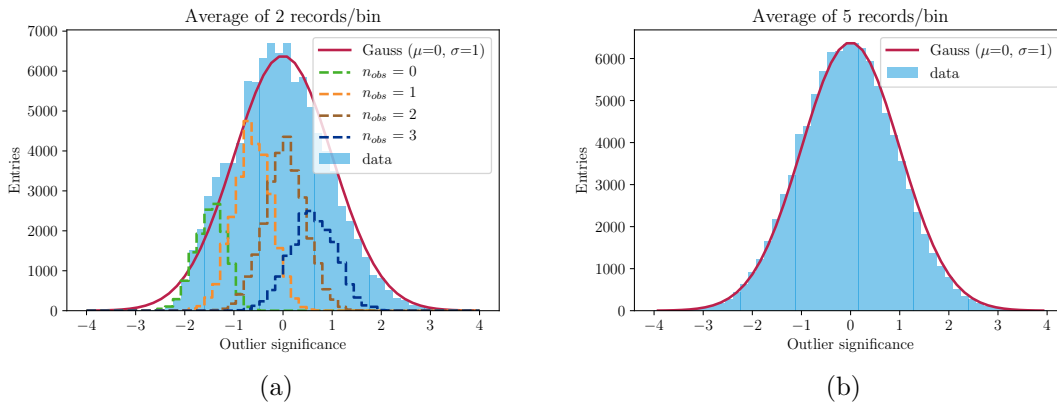 Average of 2 records/bin
7000
6000
5000
4000
3000
2000
1000
0
Entries
−4 −3 −2 −1 0 1 2 3 4
Outlier significance
Gauss (μ=0, σ=1)
n_obs = 0
n_obs = 1
n_obs = 2
n_obs = 3
data
(a)
Average of 5 records/bin
6000
5000
4000
3000
2000
1000
0
Entries
−4 −3 −2 −1 0 1 2 3 4
Outlier significance
Gauss (μ=0, σ=1)
data
(b)